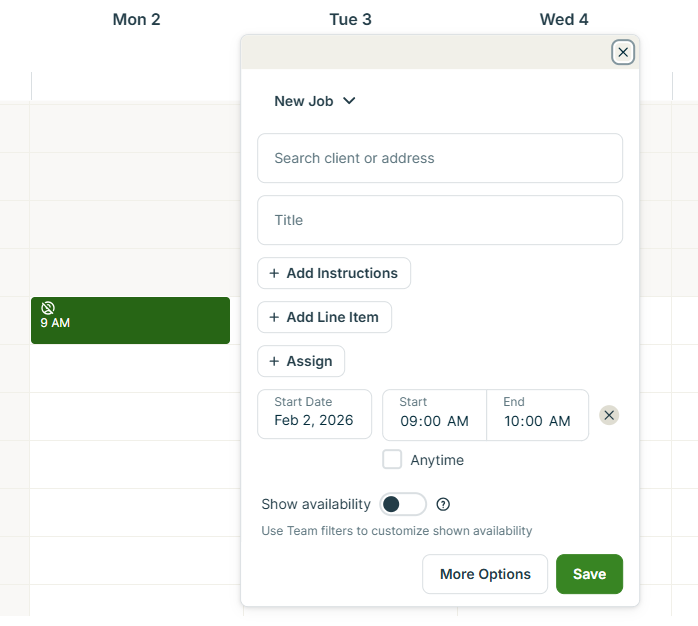 Mon 2
Tue 3
Wed 4
New Job
Search client or address
Title
+ Add Instructions
+ Add Line Item
9 AM
+ Assign
Start Date
Feb 2, 2026
Start
09:00 AM
End
10:00 AM
Anytime
Show availability
Use Team filters to customize shown availability
More Options
Save